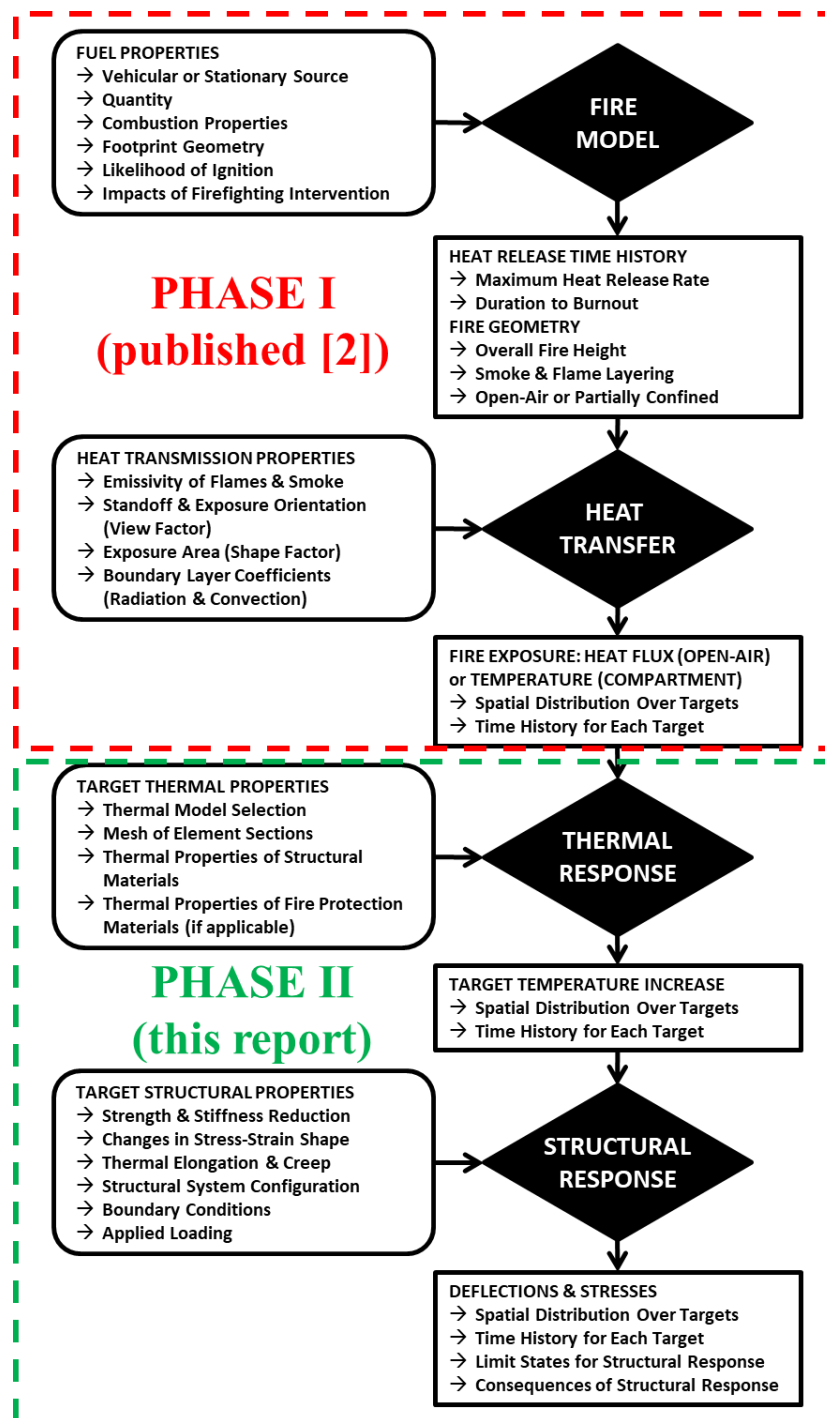 FUEL PROPERTIES
→ Vehicular or Stationary Source
→ Quantity
→ Combustion Properties
→ Footprint Geometry
→ Likelihood of Ignition
→ Impacts of Firefighting Intervention
FIRE
MODEL
HEAT RELEASE TIME HISTORY
→ Maximum Heat Release Rate
→ Duration to Burnout
FIRE GEOMETRY
→ Overall Fire Height
→ Smoke & Flame Layering
→ Open-Air or Partially Confined
PHASE I
(published [2])
HEAT TRANSMISSION PROPERTIES
→ Emissivity of Flames & Smoke
→ Standoff & Exposure Orientation
(View Factor)
→ Exposure Area (Shape Factor)
→ Boundary Layer Coefficients
(Radiation & Convection)
HEAT
TRANSFER
FIRE EXPOSURE: HEAT FLUX (OPEN-AIR)
or TEMPERATURE (COMPARTMENT)
→ Spatial Distribution Over Targets
→ Time History for Each Target
TARGET THERMAL PROPERTIES
→ Thermal Model Selection
→ Mesh of Element Sections
→ Thermal Properties of Structural
Materials
→ Thermal Properties of Fire Protection
Materials (if applicable)
THERMAL
RESPONSE
PHASE II
(this report)
TARGET TEMPERATURE INCREASE
→ Spatial Distribution Over Targets
→ Time History for Each Target
TARGET STRUCTURAL PROPERTIES
→ Strength & Stiffness Reduction
→ Changes in Stress-Strain Shape
→ Thermal Elongation & Creep
→ Structural System Configuration
→ Boundary Conditions
→ Applied Loading
STRUCTURAL
RESPONSE
DEFLECTIONS & STRESSES
→ Spatial Distribution Over Targets
→ Time History for Each Target
→ Limit States for Structural Response
→ Consequences of Structural Response